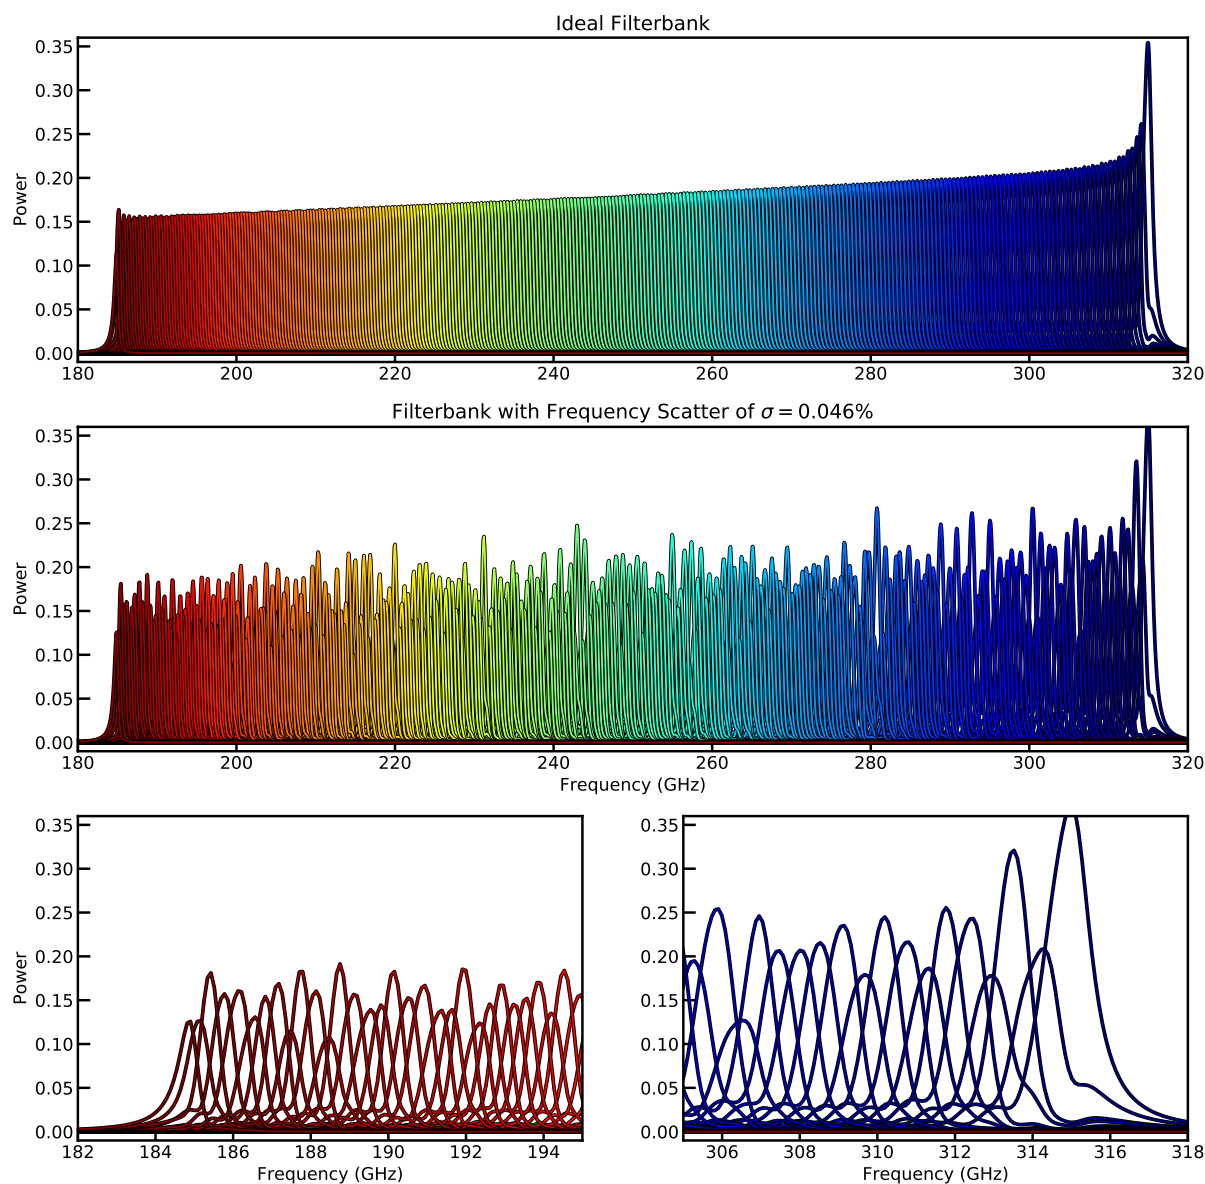 Ideal Filterbank
0.35
0.30
0.25
0.20
0.15
0.10
0.05
0.00
Power
180 200 220 240 260 280 300 320
Filterbank with Frequency Scatter of σ = 0.046%
0.35
0.30
0.25
0.20
0.15
0.10
0.05
0.00
Power
180 200 220 240 260 280 300 320
Frequency (GHz)
0.35
0.30
0.25
0.20
0.15
0.10
0.05
0.00
Power
182 184 186 188 190 192 194
Frequency (GHz)
0.35
0.30
0.25
0.20
0.15
0.10
0.05
0.00
306 308 310 312 314 316 318
Frequency (GHz)